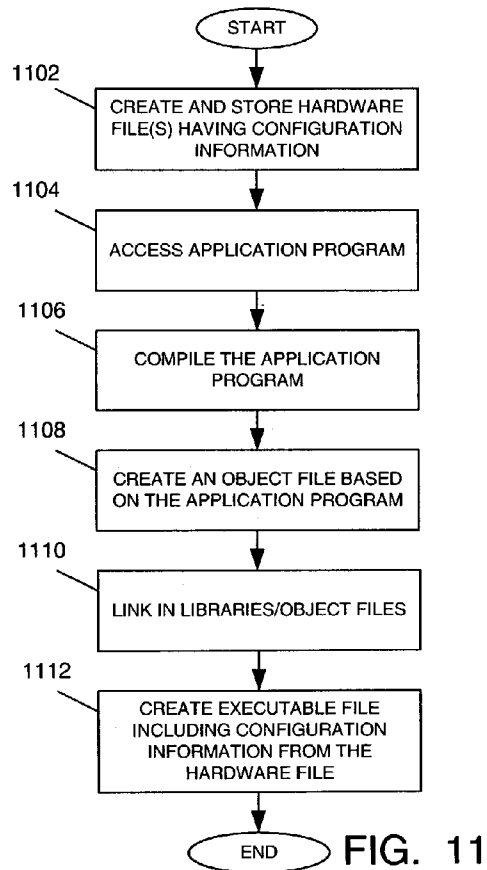 START
1102
CREATE AND STORE HARDWARE
FILE(S) HAVING CONFIGURATION
INFORMATION
1104
ACCESS APPLICATION PROGRAM
1106
COMPILE THE APPLICATION
PROGRAM
1108
CREATE AN OBJECT FILE BASED
ON THE APPLICATION PROGRAM
1110
LINK IN LIBRARIES/OBJECT FILES
1112
CREATE EXECUTABLE FILE
INCLUDING CONFIGURATION
INFORMATION FROM THE
HARDWARE FILE
END
FIG. 11